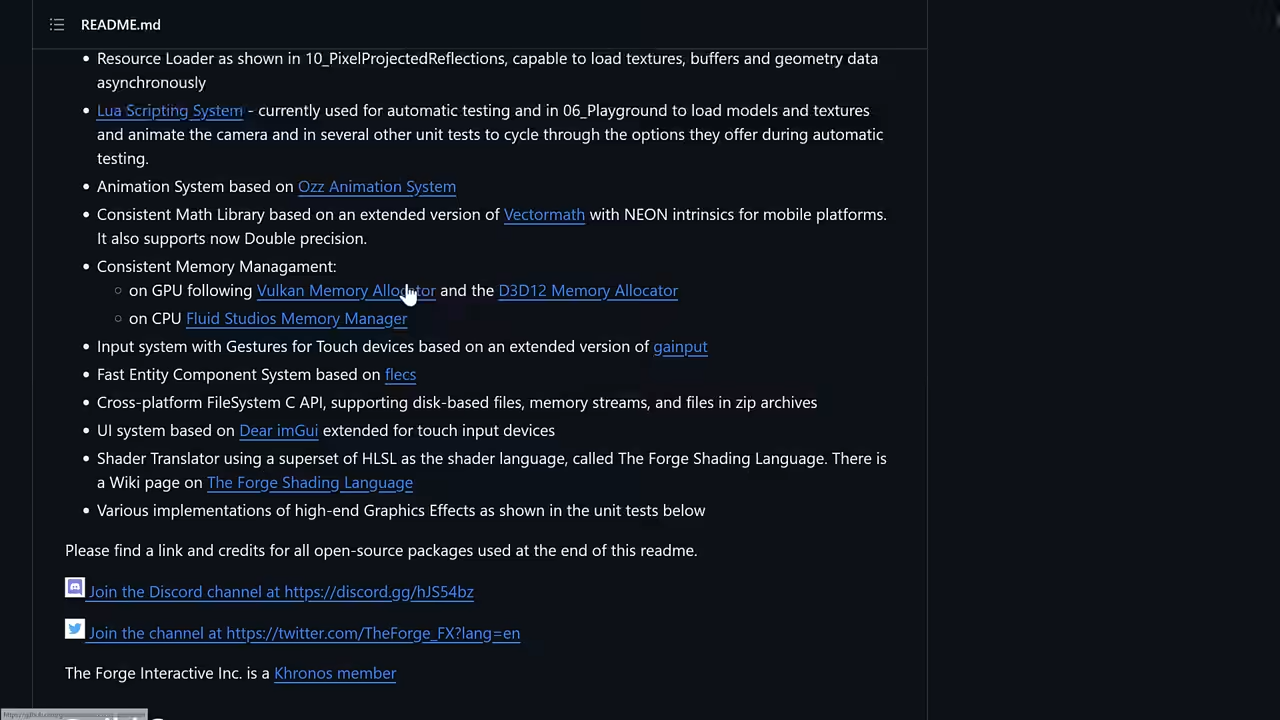 README.md
Resource Loader as shown in 10_PixelProjectedReflections, capable to load textures, buffers and geometry data
asynchronously
Lua Scripting System - currently used for automatic testing and in 06_Playground to load models and textures
and animate the camera and in several other unit tests to cycle through the options they offer during automatic
testing.
Animation System based on Ozz Animation System
Consistent Math Library based on an extended version of Vectormath with NEON intrinsics for mobile platforms.
It also supports now Double precision.
Consistent Memory Managament:
on GPU following Vulkan Memory Allocator and the D3D12 Memory Allocator
on CPU Fluid Studios Memory Manager
Input system with Gestures for Touch devices based on an extended version of gainput
Fast Entity Component System based on flecs
Cross-platform FileSystem C API, supporting disk-based files, memory streams, and files in zip archives
UI system based on Dear imGui extended for touch input devices
Shader Translator using a superset of HLSL as the shader language, called The Forge Shading Language. There is
a Wiki page on The Forge Shading Language
Various implementations of high-end Graphics Effects as shown in the unit tests below
Please find a link and credits for all open-source packages used at the end of this readme.
Join the Discord channel at https://discord.gg/hJS54bz
Join the channel at https://twitter.com/TheForge_FX?lang=en
The Forge Interactive Inc. is a Khronos member